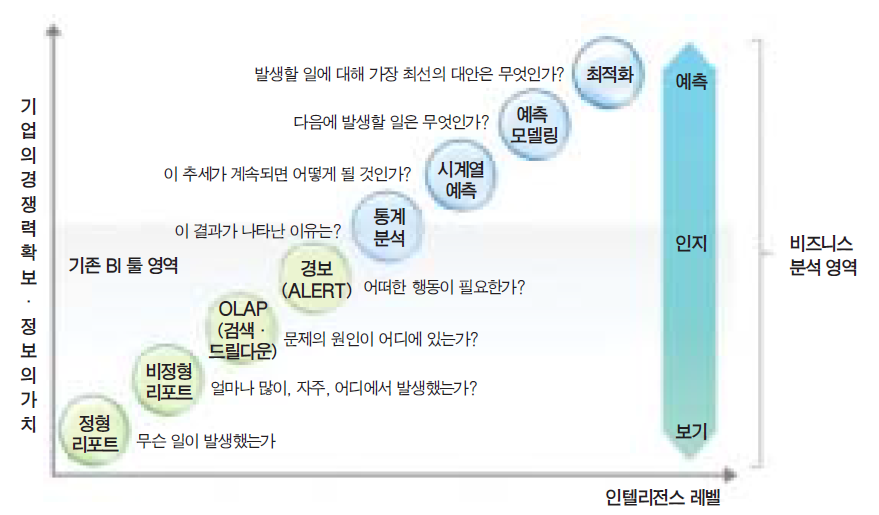 기업의 경쟁력 확보 · 정보의 가치
발생할 일에 대해 가장 최선의 대안은 무엇인가?
최적화
다음에 발생할 일은 무엇인가?
예측
모델링
이 추세가 계속되면 어떻게 될 것인가?
시계열
예측
이 결과가 나타난 이유는?
통계
분석
기존 BI 툴 영역
경보
(ALERT)
어떠한 행동이 필요한가?
OLAP
(검색 ·
드릴다운)
문제의 원인이 어디에 있는가?
비정형
리포트
얼마나 많이, 자주, 어디에서 발생했는가?
정형
리포트
무슨 일이 발생했는가
예측
인지
보기
비즈니스
분석 영역
인텔리전스 레벨